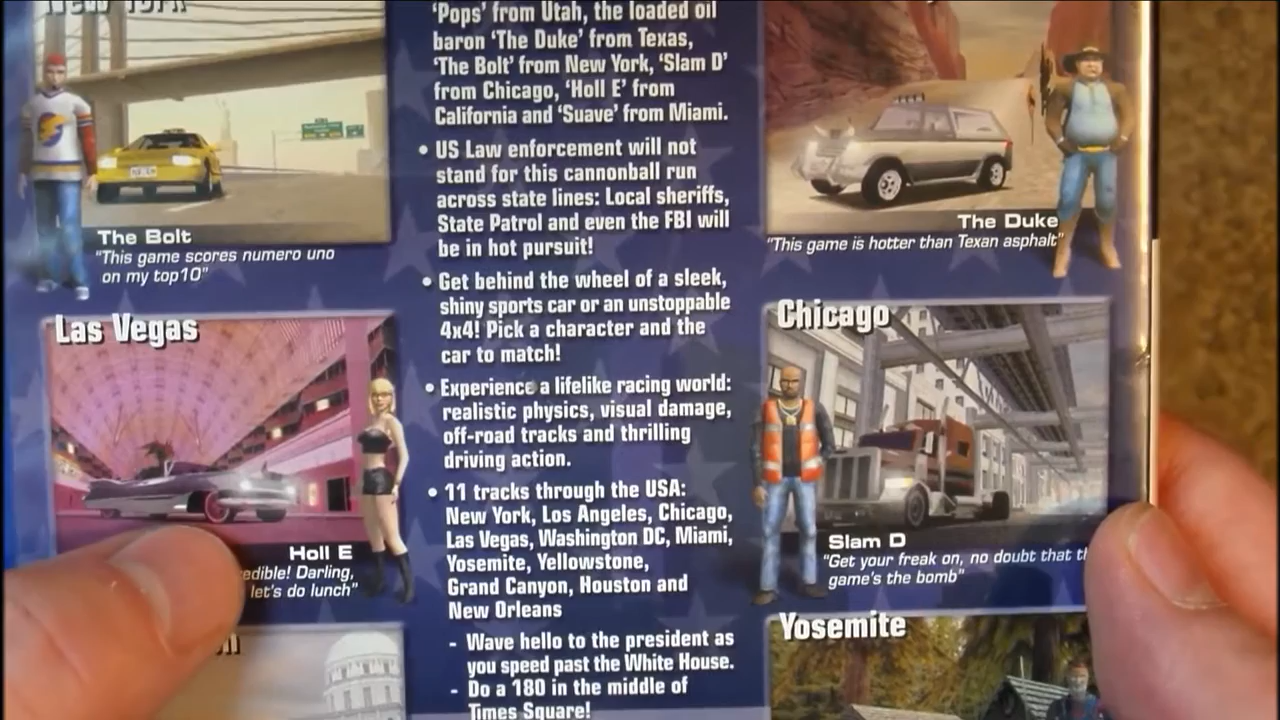 New York
The Bolt
"This game scores numero uno
on my top10"
Las Vegas
Holl E
edible! Darling,
let's do lunch"
'Pops' from Utah, the loaded oil
baron 'The Duke' from Texas,
'The Bolt' from New York, 'Slam D'
from Chicago, 'Holl E' from
California and 'Suave' from Miami.
• US Law enforcement will not
stand for this cannonball run
across state lines: Local sheriffs,
State Patrol and even the FBI will
be in hot pursuit!
• Get behind the wheel of a sleek,
shiny sports car or an unstoppable
4x4! Pick a character and the
car to match!
• Experience a lifelike racing world:
realistic physics, visual damage,
off-road tracks and thrilling
driving action.
• 11 tracks through the USA:
New York, Los Angeles, Chicago,
Las Vegas, Washington DC, Miami,
Yosemite, Yellowstone,
Grand Canyon, Houston and
New Orleans
- Wave hello to the president as
you speed past the White House.
- Do a 180 in the middle of
Times Square!
The Duke
"This game is hotter than Texan asphalt"
Chicago
Slam D
"Get your freak on, no doubt that th
game's the bomb"
Yosemite